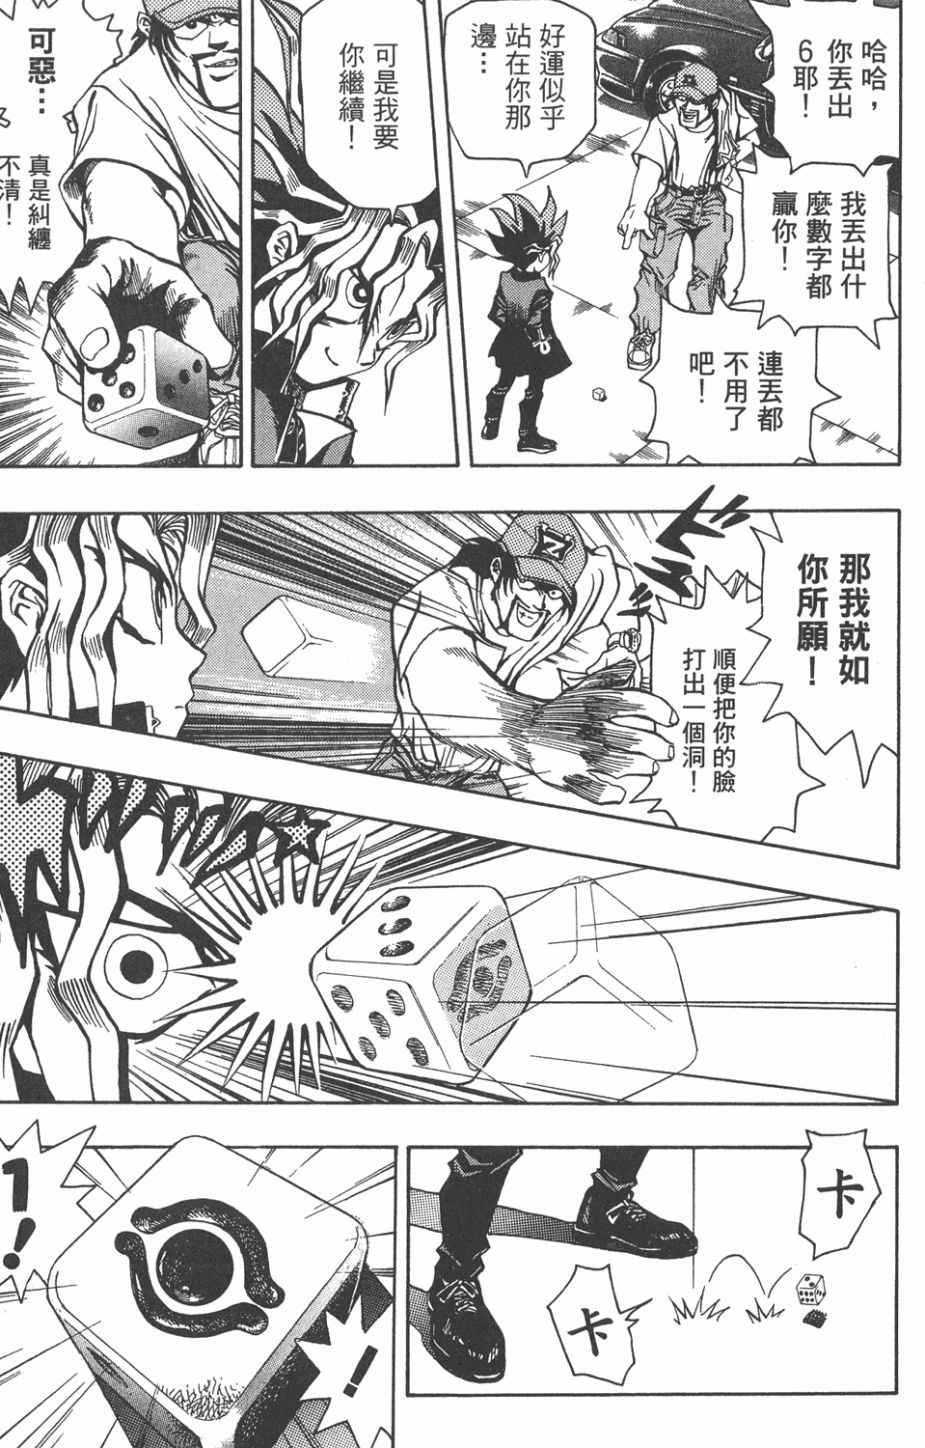 哈哈，
你丟出
6耶！
我丟出什
麼數字都
贏你！
連丟都
不用了
吧！
好運似乎
站在你那
邊…
可是我要
你繼續！
可惡…
真是糾纏
不清！
那我就如
你所願！
順便把你的臉
打出一個洞！
卡
卡
！
1！